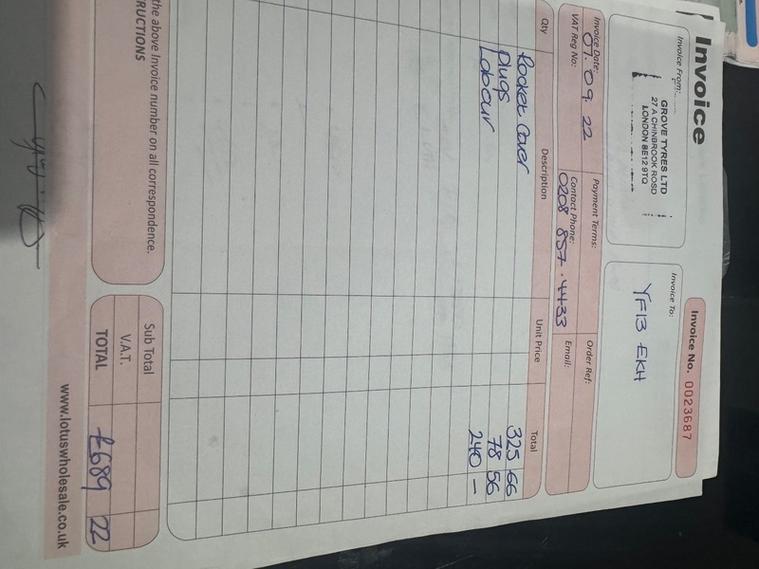 Invoice
Invoice No. 0023687
Invoice From:
GROVE TYRES LTD
27 A CHINBROOK ROSD
LONDON SE12 9TQ
Invoice To:
YF13 EKH
Invoice Date:
07.09 22
Payment Terms:
Order Ref:
VAT Reg No:
Contact Phone:
0208 857.4433
Email:
Qty Description Unit Price Total
Rocket Cover 325 66
Plugs 78 56
Labour 240 -
the above Invoice number on all correspondence.
RUCTIONS
Sub Total
V.A.T.
TOTAL £689 22
www.lotuswholesale.co.uk